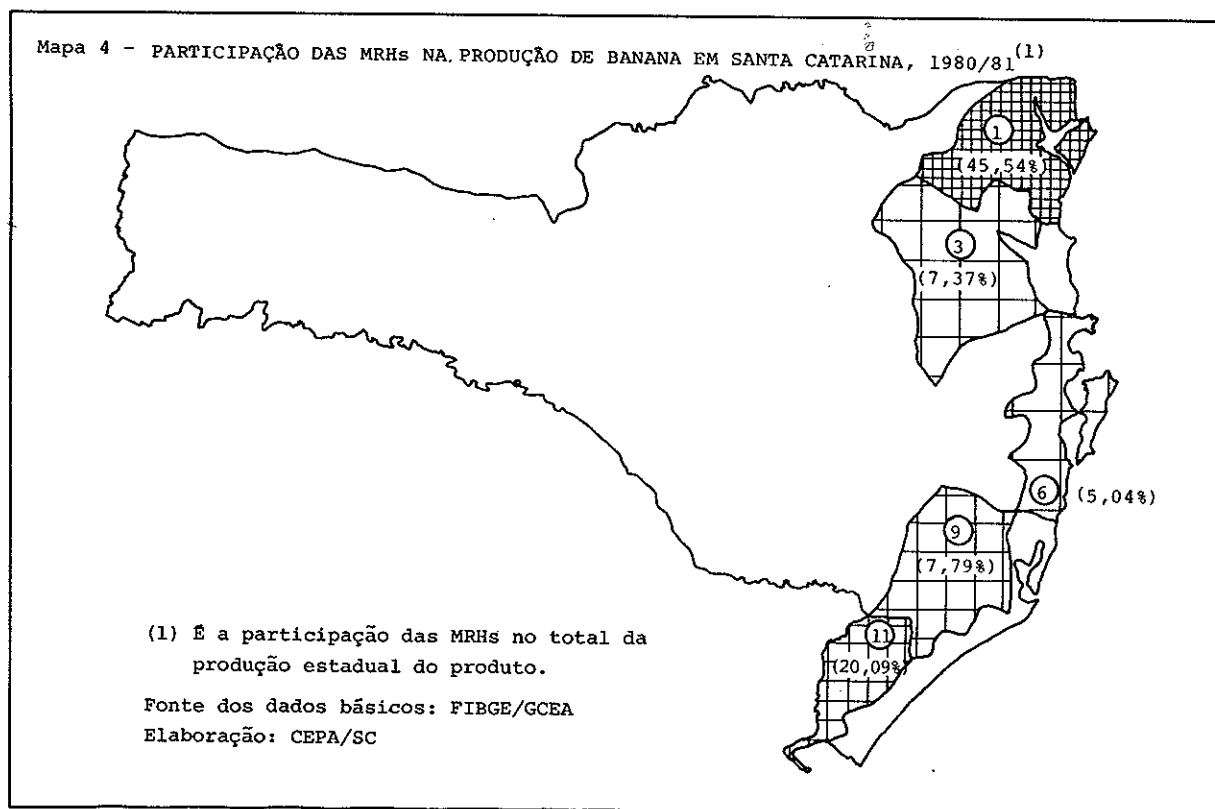 Mapa 4 - PARTICIPAÇÃO DAS MRHs NA PRODUÇÃO DE BANANA EM SANTA CATARINA, 1980/81 (1)
1
(45,54%)
3
(7,37%)
6 (5,04%)
9
(7,79%)
11
(20,09%)
(1) É a participação das MRHs no total da
produção estadual do produto.
Fonte dos dados básicos: FIBGE/GCEA
Elaboração: CEPA/SC